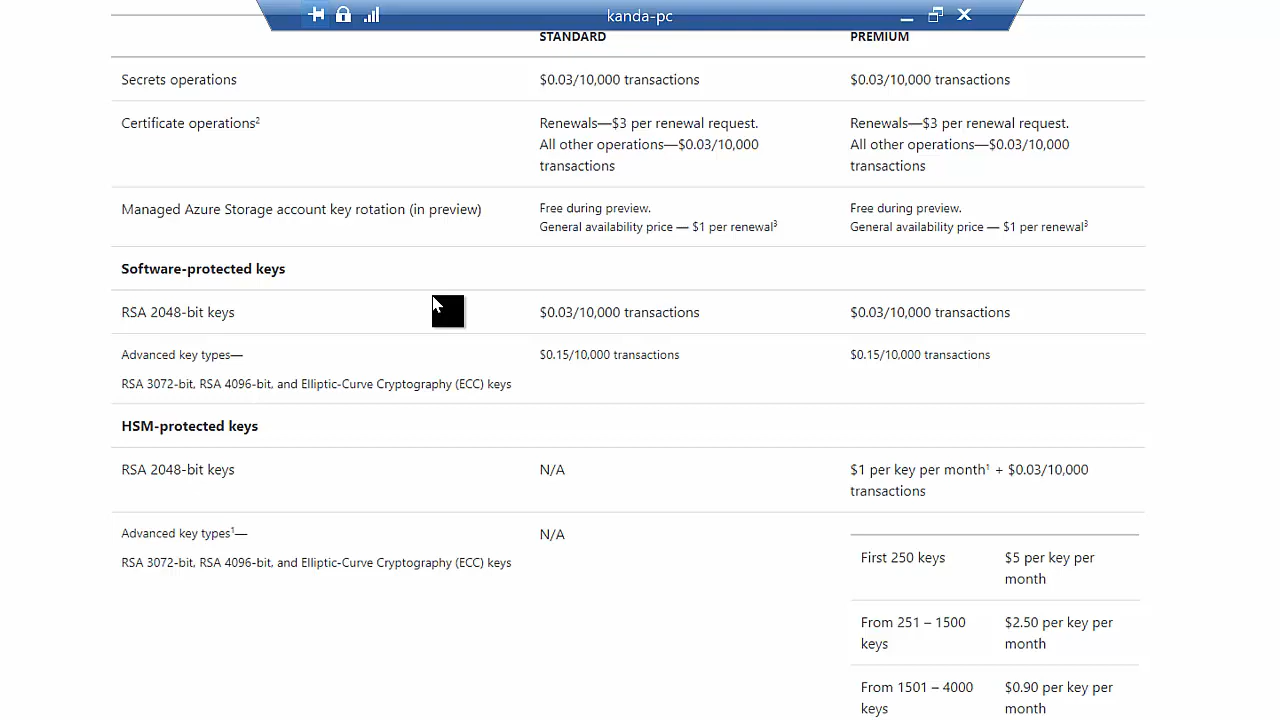 kanda-pc
STANDARD PREMIUM
Secrets operations $0.03/10,000 transactions $0.03/10,000 transactions
Certificate operations² Renewals—$3 per renewal request. Renewals—$3 per renewal request.
All other operations—$0.03/10,000 All other operations—$0.03/10,000
transactions transactions
Managed Azure Storage account key rotation (in preview) Free during preview. Free during preview.
General availability price — $1 per renewal³ General availability price — $1 per renewal³
Software-protected keys
RSA 2048-bit keys $0.03/10,000 transactions $0.03/10,000 transactions
Advanced key types— $0.15/10,000 transactions $0.15/10,000 transactions
RSA 3072-bit, RSA 4096-bit, and Elliptic-Curve Cryptography (ECC) keys
HSM-protected keys
RSA 2048-bit keys N/A $1 per key per month¹ + $0.03/10,000
transactions
Advanced key types¹— N/A
RSA 3072-bit, RSA 4096-bit, and Elliptic-Curve Cryptography (ECC) keys
First 250 keys $5 per key per
month
From 251 – 1500 $2.50 per key per
keys month
From 1501 – 4000 $0.90 per key per
keys month